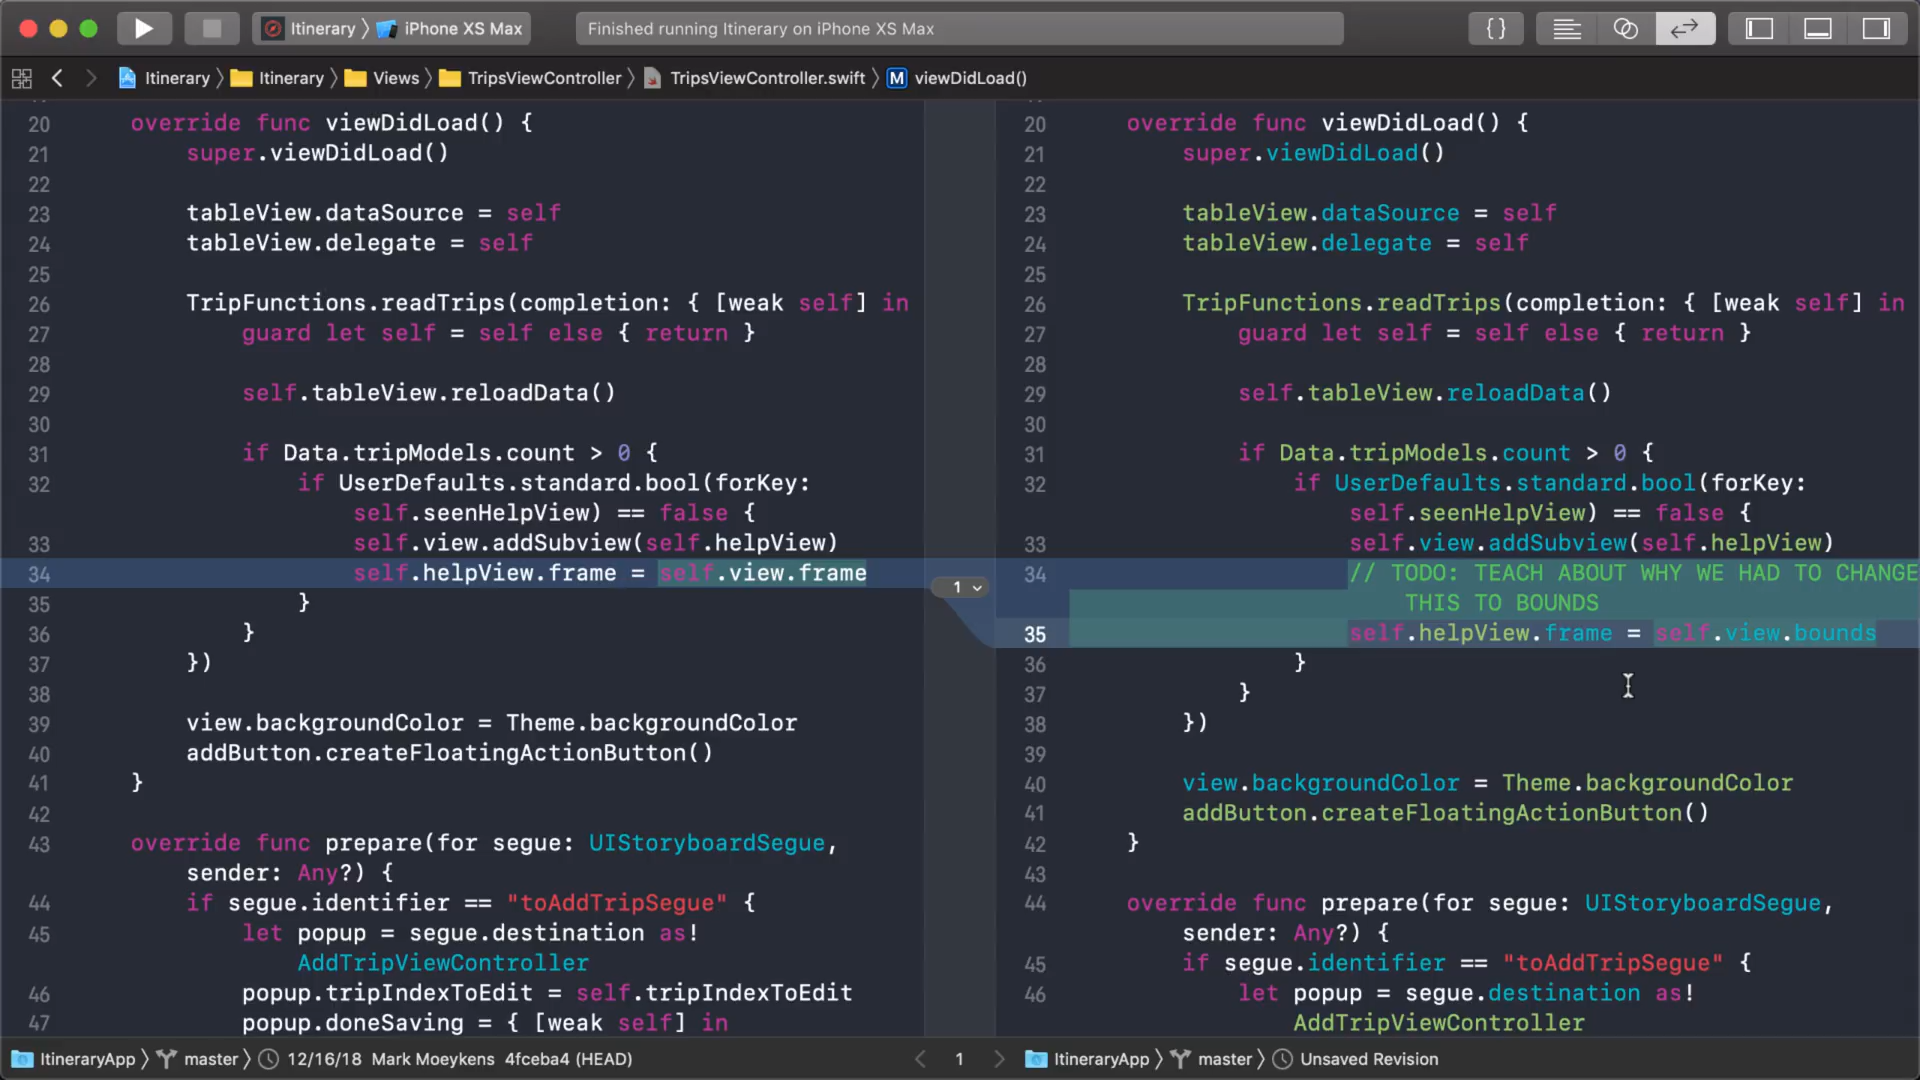 Itinerary 〉 iPhone XS Max
Finished running Itinerary on iPhone XS Max
{ }
Itinerary 〉 Itinerary 〉 Views 〉 TripsViewController 〉 TripsViewController.swift 〉 M viewDidLoad()
20 override func viewDidLoad() {
21 super.viewDidLoad()
22
23 tableView.dataSource = self
24 tableView.delegate = self
25
26 TripFunctions.readTrips(completion: { [weak self] in
27 guard let self = self else { return }
28
29 self.tableView.reloadData()
30
31 if Data.tripModels.count > 0 {
32 if UserDefaults.standard.bool(forKey:
self.seenHelpView) == false {
33 self.view.addSubview(self.helpView)
34 self.helpView.frame = self.view.frame
35 }
36 }
37 })
38
39 view.backgroundColor = Theme.backgroundColor
40 addButton.createFloatingActionButton()
41 }
42
43 override func prepare(for segue: UIStoryboardSegue,
sender: Any?) {
44 if segue.identifier == "toAddTripSegue" {
45 let popup = segue.destination as!
AddTripViewController
46 popup.tripIndexToEdit = self.tripIndexToEdit
47 popup.doneSaving = { [weak self] in
1
20 override func viewDidLoad() {
21 super.viewDidLoad()
22
23 tableView.dataSource = self
24 tableView.delegate = self
25
26 TripFunctions.readTrips(completion: { [weak self] in
27 guard let self = self else { return }
28
29 self.tableView.reloadData()
30
31 if Data.tripModels.count > 0 {
32 if UserDefaults.standard.bool(forKey:
self.seenHelpView) == false {
33 self.view.addSubview(self.helpView)
34 // TODO: TEACH ABOUT WHY WE HAD TO CHANGE
THIS TO BOUNDS
35 self.helpView.frame = self.view.bounds
36 }
37 }
38 })
39
40 view.backgroundColor = Theme.backgroundColor
41 addButton.createFloatingActionButton()
42 }
43
44 override func prepare(for segue: UIStoryboardSegue,
sender: Any?) {
45 if segue.identifier == "toAddTripSegue" {
46 let popup = segue.destination as!
AddTripViewController
ItineraryApp 〉 master 〉 12/16/18 Mark Moeykens 4fceba4 (HEAD)
1
ItineraryApp 〉 master 〉 Unsaved Revision